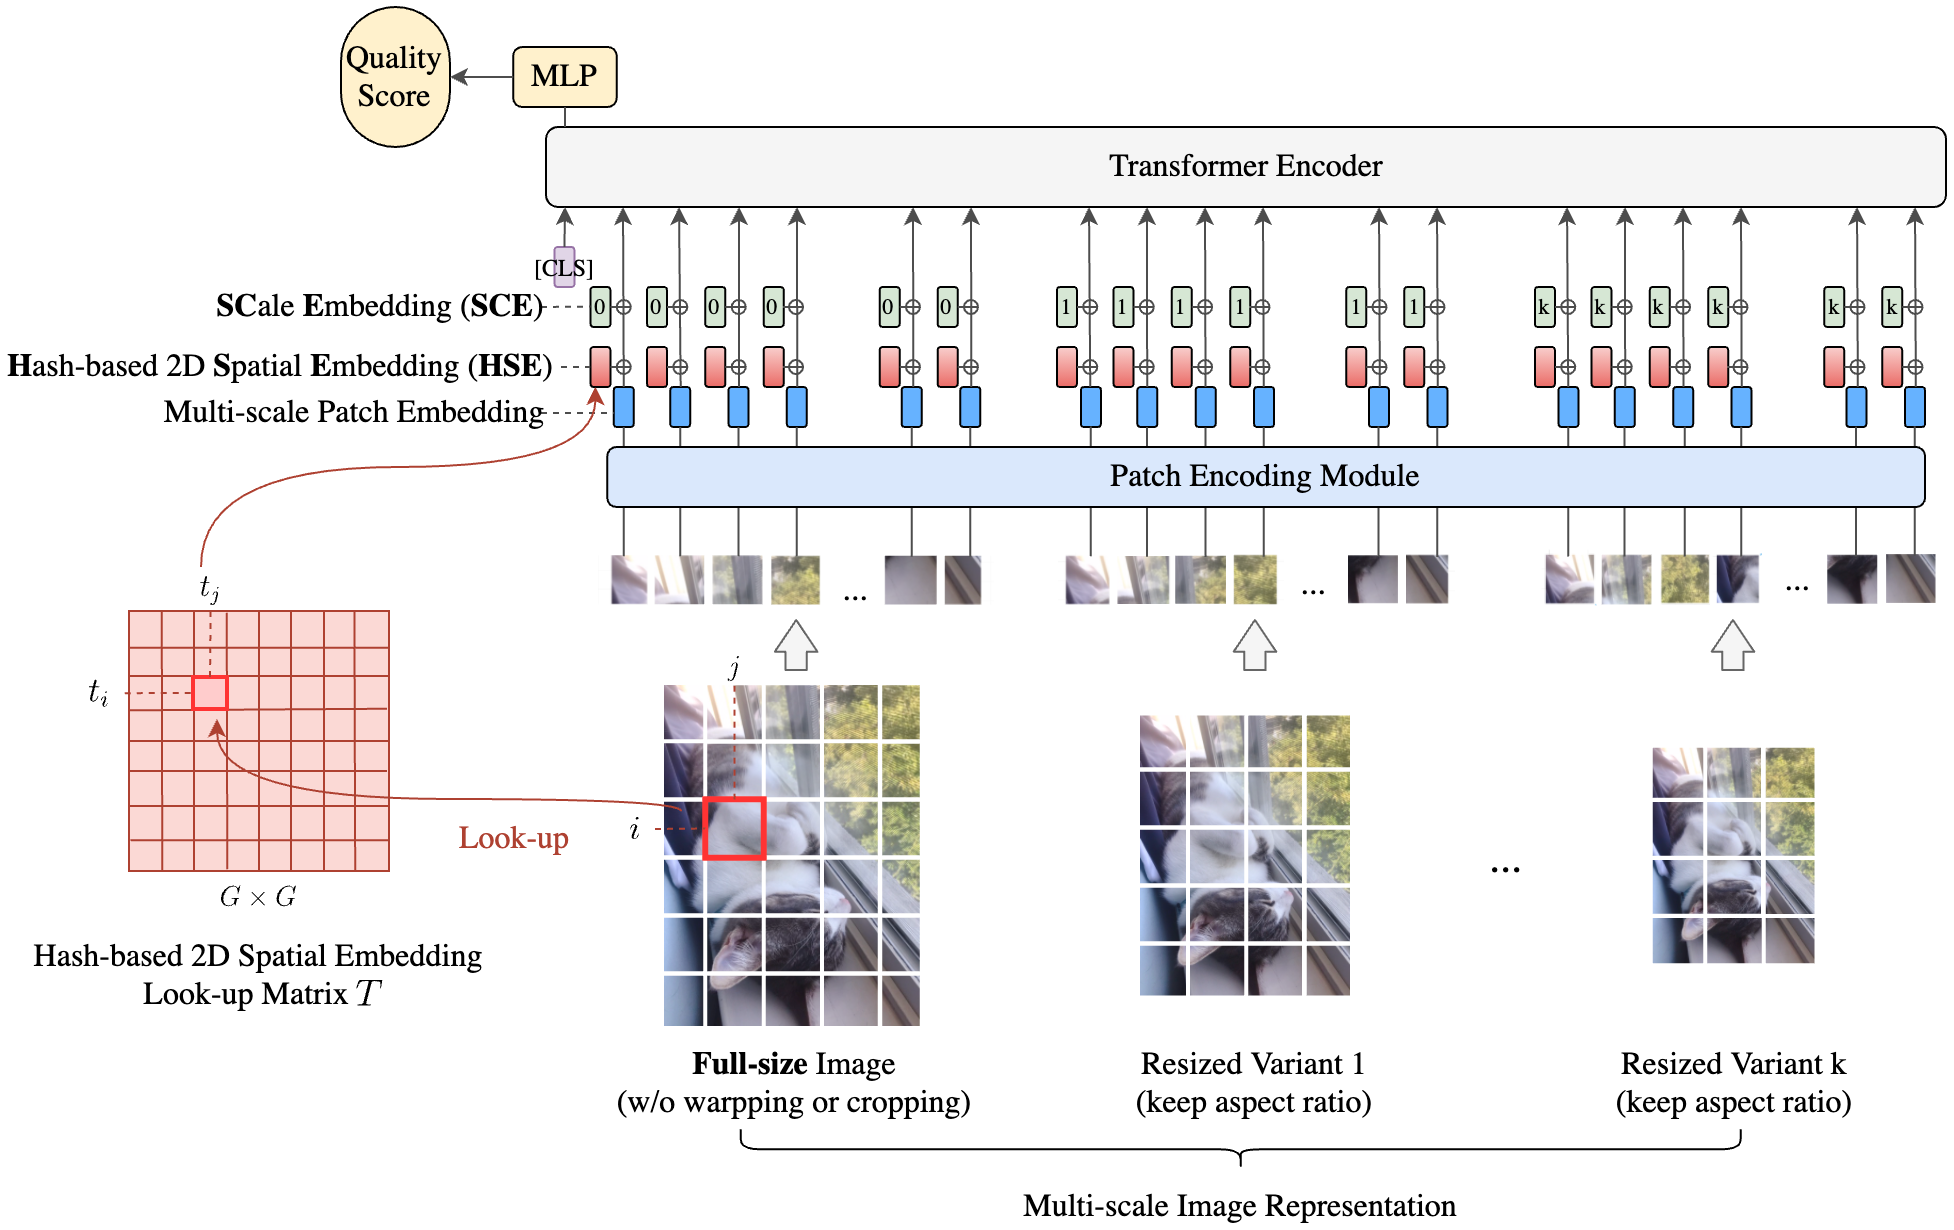 Quality
Score
MLP
Transformer Encoder
[CLS]
SCale Embedding (SCE)
0 0 0 0 0 0 1 1 1 1 1 1 k k k k k k
Hash-based 2D Spatial Embedding (HSE)
Multi-scale Patch Embedding
Patch Encoding Module
... ... ...
t_j
t_i
j
i
Look-up
G × G
...
Hash-based 2D Spatial Embedding
Look-up Matrix T
Full-size Image
(w/o warpping or cropping)
Resized Variant 1
(keep aspect ratio)
Resized Variant k
(keep aspect ratio)
Multi-scale Image Representation